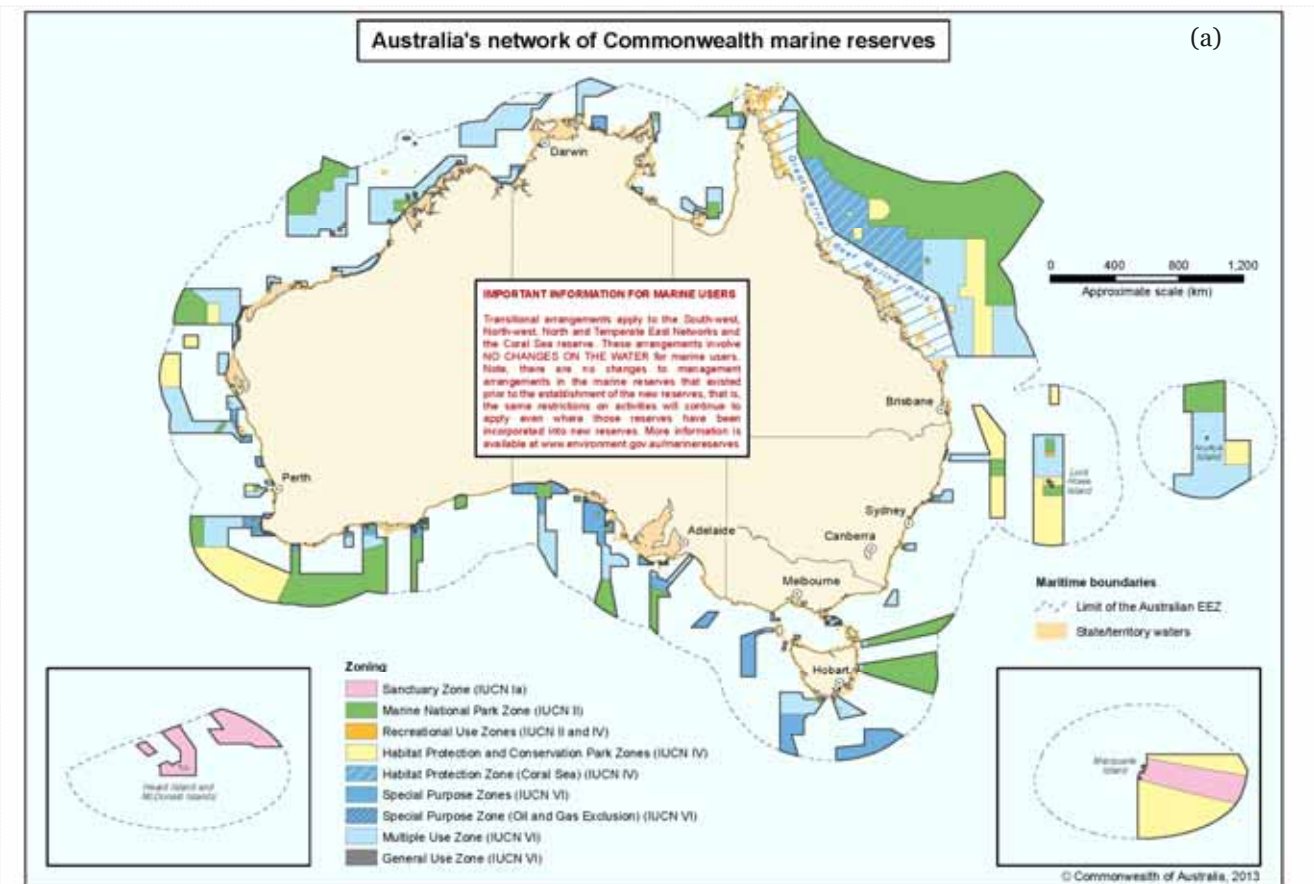 Australia's network of Commonwealth marine reserves
(a)
Darwin
Great Barrier Reef Marine Park
0 400 800 1,200
Approximate scale (km)
IMPORTANT INFORMATION FOR MARINE USERS
Transitional arrangements apply to the South-west,
North-west, North and Temperate East Networks and
the Coral Sea reserve. These arrangements involve
NO CHANGES ON THE WATER for marine users.
Note, there are no changes to management
arrangements in the marine reserves that existed
prior to the establishment of the new reserves, that is,
the same restrictions on activities will continue to
apply even where those reserves have been
incorporated into new reserves. More information is
available at www.environment.gov.au/marinereserves
Brisbane
Norfolk
Island
Lord
Howe
Island
Perth
Sydney
Adelaide
Canberra
Melbourne
Hobart
Maritime boundaries
Limit of the Australian EEZ
State/territory waters
Zoning
Sanctuary Zone (IUCN Ia)
Marine National Park Zone (IUCN II)
Recreational Use Zones (IUCN II and IV)
Habitat Protection and Conservation Park Zones (IUCN IV)
Habitat Protection Zone (Coral Sea) (IUCN IV)
Special Purpose Zones (IUCN VI)
Special Purpose Zone (Oil and Gas Exclusion) (IUCN VI)
Multiple Use Zone (IUCN VI)
General Use Zone (IUCN VI)
Heard Island and
McDonald Islands
Macquarie
Island
© Commonwealth of Australia, 2013